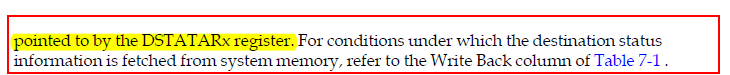 pointed to by the DSTATARx register. For conditions under which the destination status
information is fetched from system memory, refer to the Write Back column of Table 7-1 .